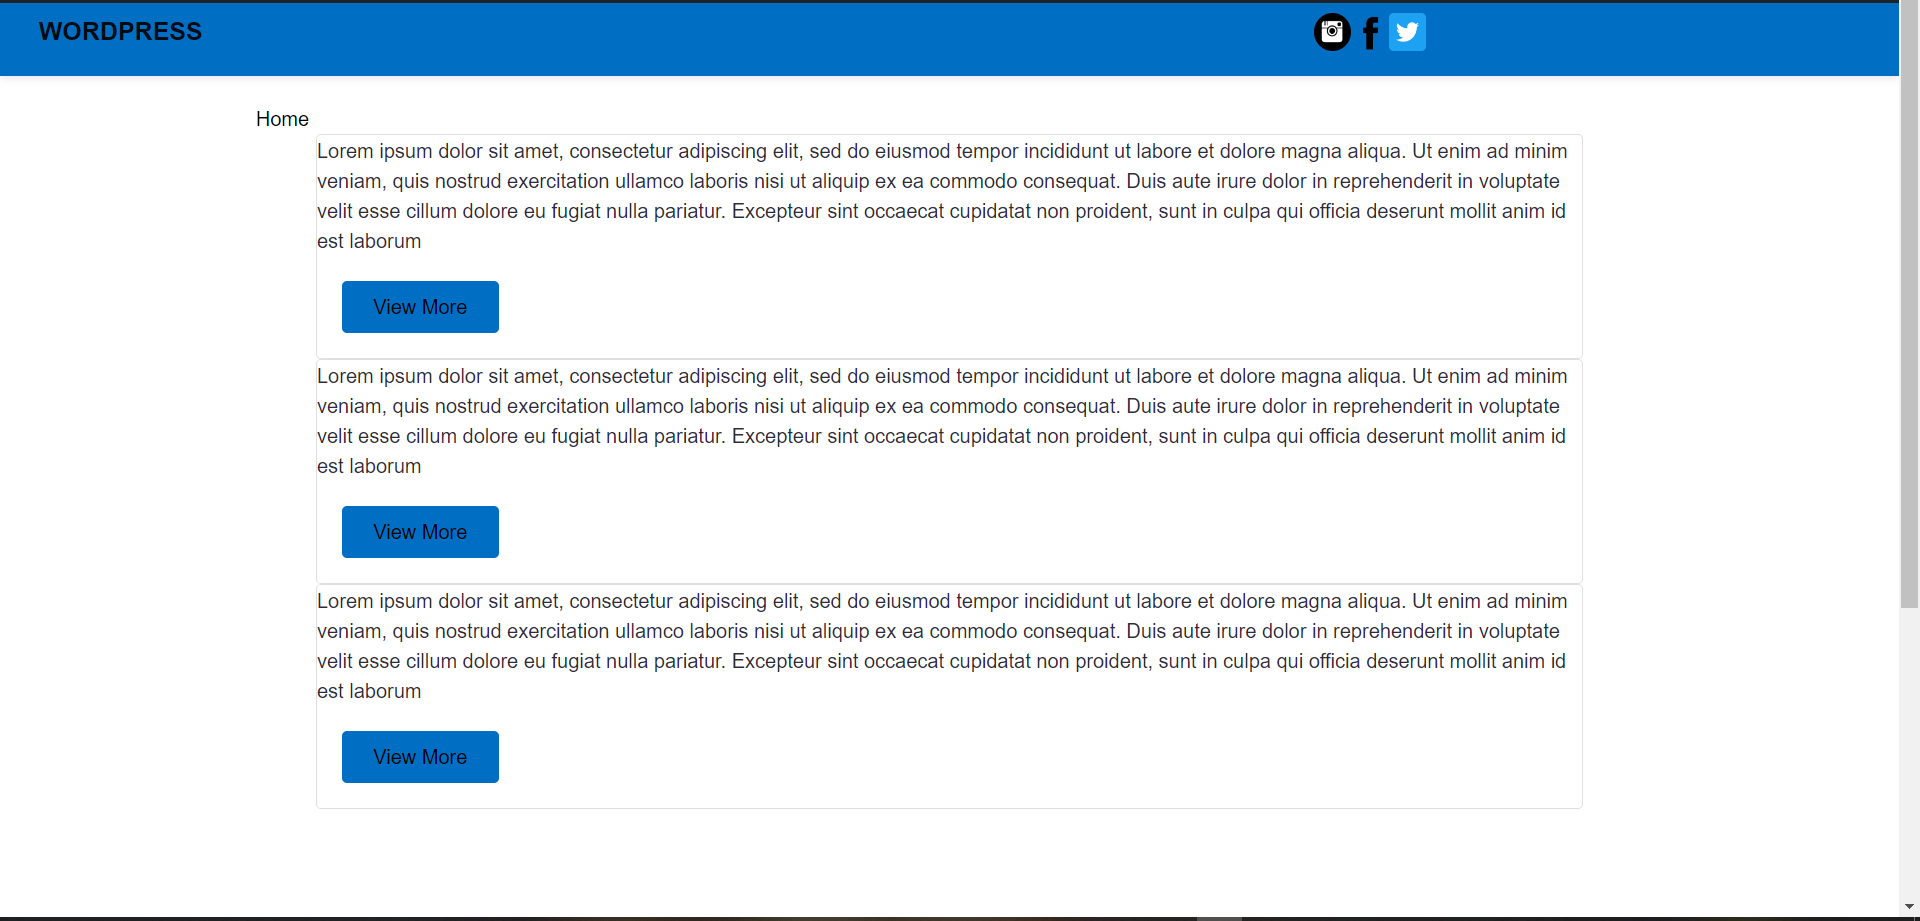 WORDPRESS
Home
Lorem ipsum dolor sit amet, consectetur adipiscing elit, sed do eiusmod tempor incididunt ut labore et dolore magna aliqua. Ut enim ad minim
veniam, quis nostrud exercitation ullamco laboris nisi ut aliquip ex ea commodo consequat. Duis aute irure dolor in reprehenderit in voluptate
velit esse cillum dolore eu fugiat nulla pariatur. Excepteur sint occaecat cupidatat non proident, sunt in culpa qui officia deserunt mollit anim id
est laborum
View More
Lorem ipsum dolor sit amet, consectetur adipiscing elit, sed do eiusmod tempor incididunt ut labore et dolore magna aliqua. Ut enim ad minim
veniam, quis nostrud exercitation ullamco laboris nisi ut aliquip ex ea commodo consequat. Duis aute irure dolor in reprehenderit in voluptate
velit esse cillum dolore eu fugiat nulla pariatur. Excepteur sint occaecat cupidatat non proident, sunt in culpa qui officia deserunt mollit anim id
est laborum
View More
Lorem ipsum dolor sit amet, consectetur adipiscing elit, sed do eiusmod tempor incididunt ut labore et dolore magna aliqua. Ut enim ad minim
veniam, quis nostrud exercitation ullamco laboris nisi ut aliquip ex ea commodo consequat. Duis aute irure dolor in reprehenderit in voluptate
velit esse cillum dolore eu fugiat nulla pariatur. Excepteur sint occaecat cupidatat non proident, sunt in culpa qui officia deserunt mollit anim id
est laborum
View More